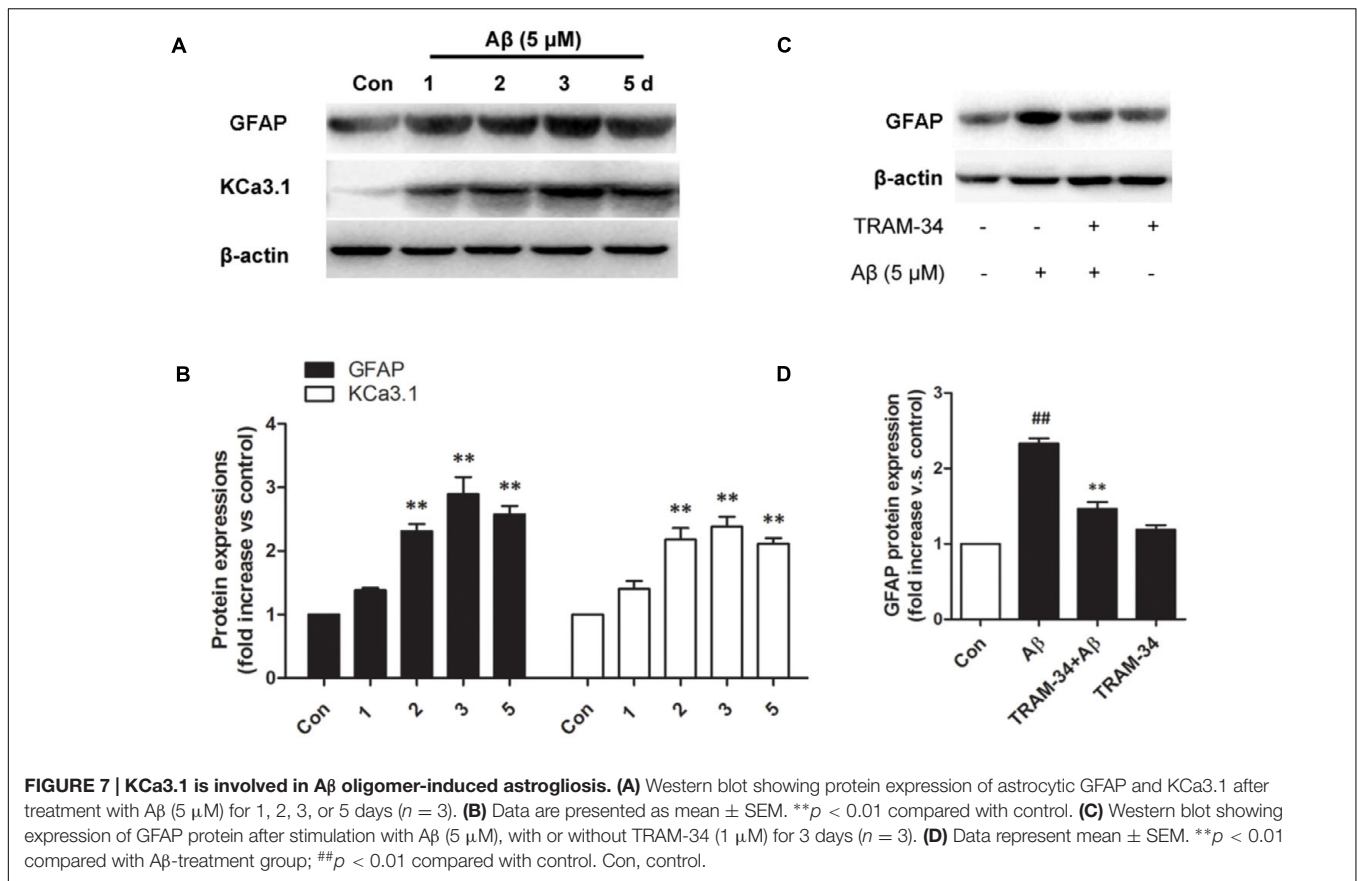 A
Aβ (5 µM)
Con 1 2 3 5 d
GFAP
KCa3.1
β-actin
C
GFAP
β-actin
TRAM-34 - - + +
Aβ (5 µM) - + + -
B
GFAP
KCa3.1
Protein expressions
(fold increase vs control)
4
3
2
1
0
** ** **
** ** **
Con 1 2 3 5
Con 1 2 3 5
D
GFAP protein expression
(fold increase v.s. control)
3
2
1
0
##
**
Con
Aβ
TRAM-34+Aβ
TRAM-34
FIGURE 7 | KCa3.1 is involved in Aβ oligomer-induced astrogliosis. (A) Western blot showing protein expression of astrocytic GFAP and KCa3.1 after
treatment with Aβ (5 µM) for 1, 2, 3, or 5 days (n = 3). (B) Data are presented as mean ± SEM. **p < 0.01 compared with control. (C) Western blot showing
expression of GFAP protein after stimulation with Aβ (5 µM), with or without TRAM-34 (1 µM) for 3 days (n = 3). (D) Data represent mean ± SEM. **p < 0.01
compared with Aβ-treatment group; ##p < 0.01 compared with control. Con, control.